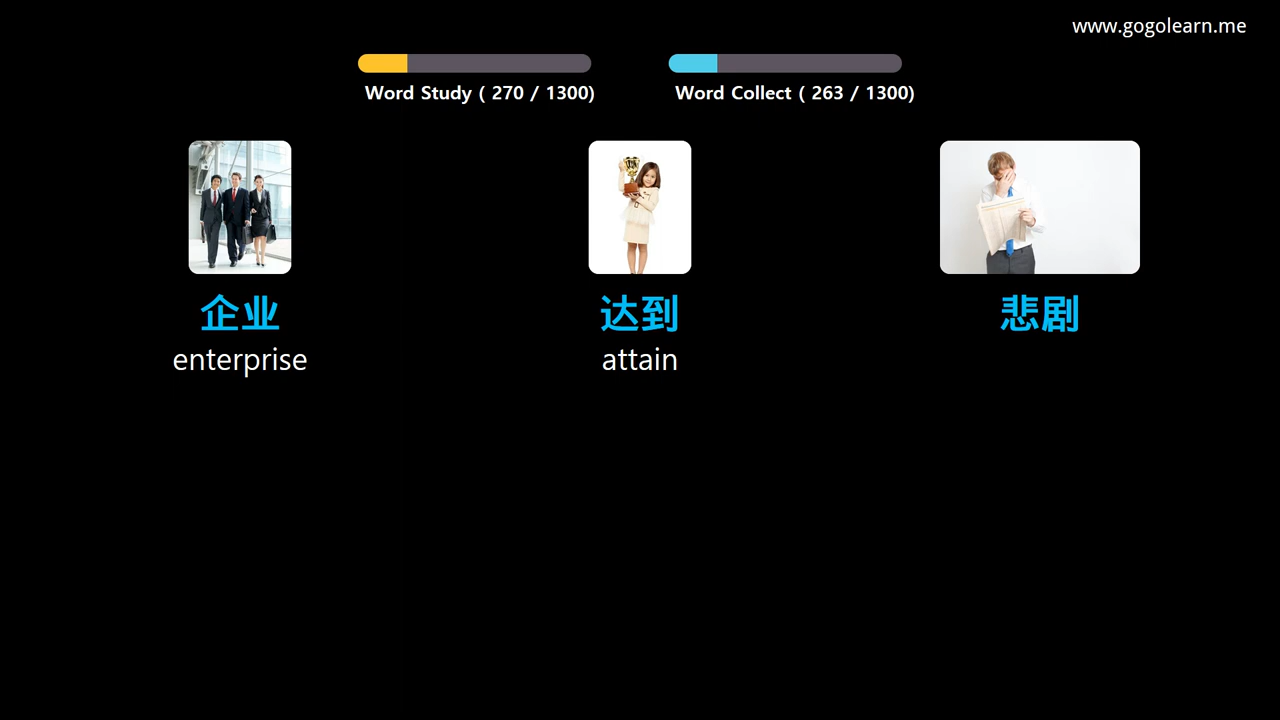 www.gogolearn.me
Word Study ( 270 / 1300)
Word Collect ( 263 / 1300)
企业
达到
悲剧
enterprise
attain